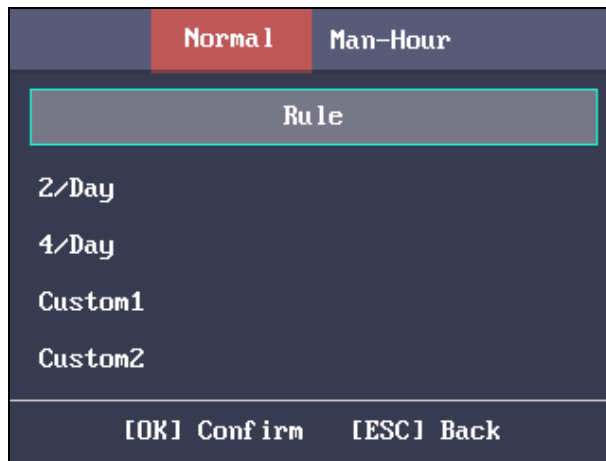 Normal Man-Hour
Rule
2/Day
4/Day
Custom1
Custom2
[OK] Confirm [ESC] Back